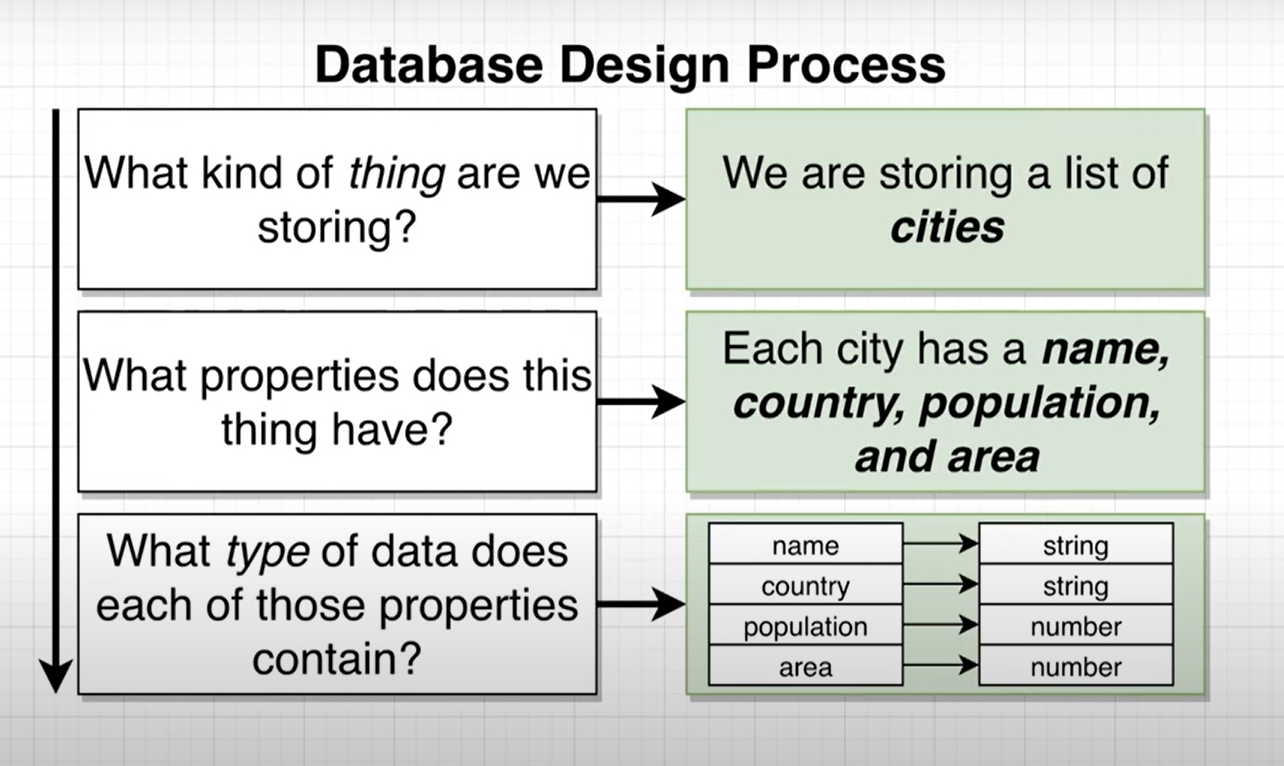 Database Design Process
What kind of thing are we
storing?
We are storing a list of
cities
What properties does this
thing have?
Each city has a name,
country, population,
and area
What type of data does
each of those properties
contain?
name
string
country
string
population
number
area
number